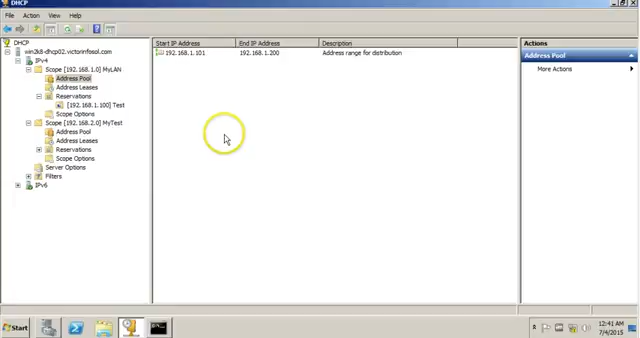 DHCP
File Action View Help
DHCP
win2k8-dhcp02.victorinfosol.com
IPv4
Scope [192.168.1.0] MyLAN
Address Pool
Address Leases
Reservations
[192.168.1.100] Test
Scope Options
Scope [192.168.2.0] MyTest
Address Pool
Address Leases
Reservations
Scope Options
Server Options
Filters
IPv6
Start IP Address End IP Address Description
192.168.1.101 192.168.1.200 Address range for distribution
Actions
Address Pool
More Actions
Start
12:41 AM
7/4/2015